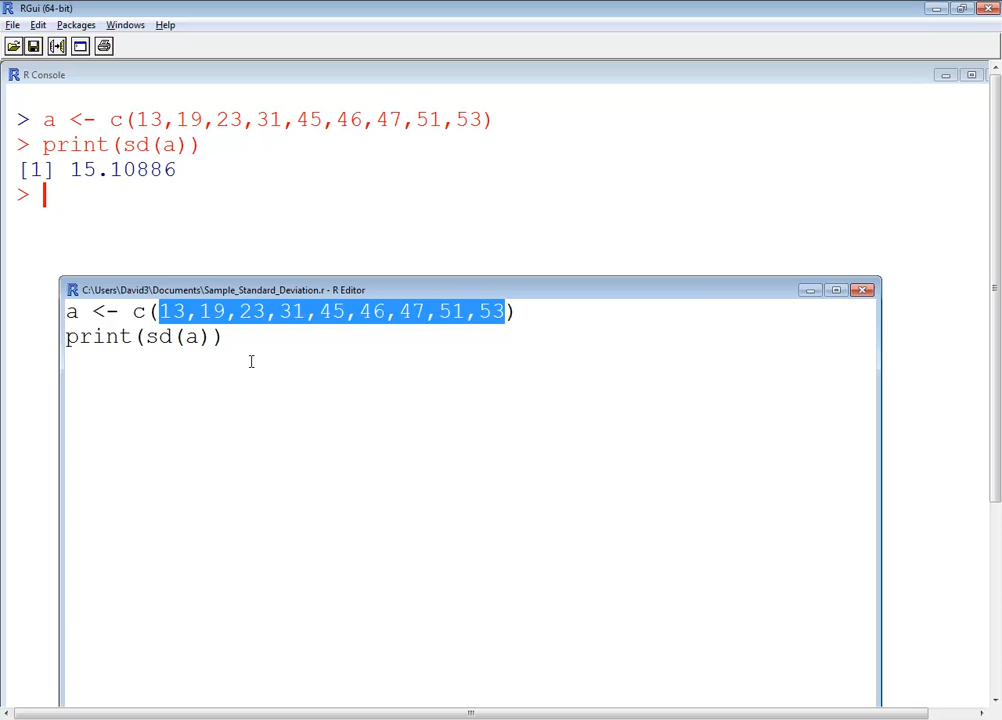 RGui (64-bit)
File Edit Packages Windows Help
R Console
> a <- c(13,19,23,31,45,46,47,51,53)
> print(sd(a))
[1] 15.10886
>
C:\Users\David3\Documents\Sample_Standard_Deviation.r - R Editor
a <- c(13,19,23,31,45,46,47,51,53)
print(sd(a))